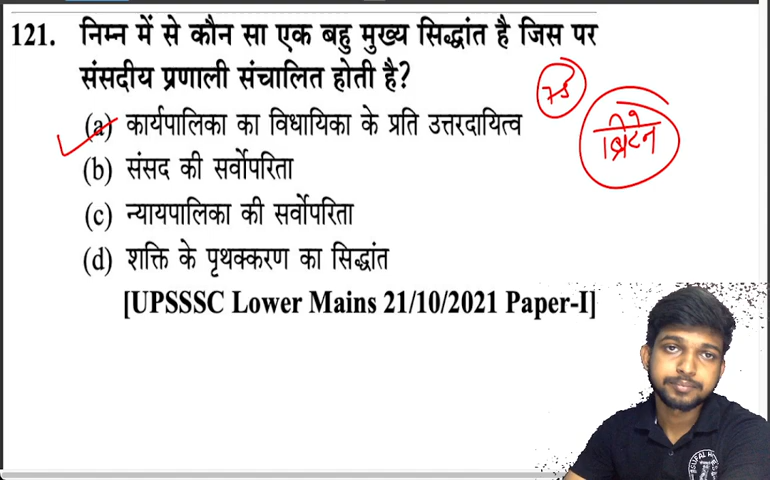 121. निम्न में से कौन सा एक बहु मुख्य सिद्धांत है जिस पर
संसदीय प्रणाली संचालित होती है?
(a) कार्यपालिका का विधायिका के प्रति उत्तरदायित्व
(b) संसद की सर्वोपरिता
(c) न्यायपालिका की सर्वोपरिता
(d) शक्ति के पृथक्करण का सिद्धांत
[UPSSSC Lower Mains 21/10/2021 Paper-I]
ब्रिटेन